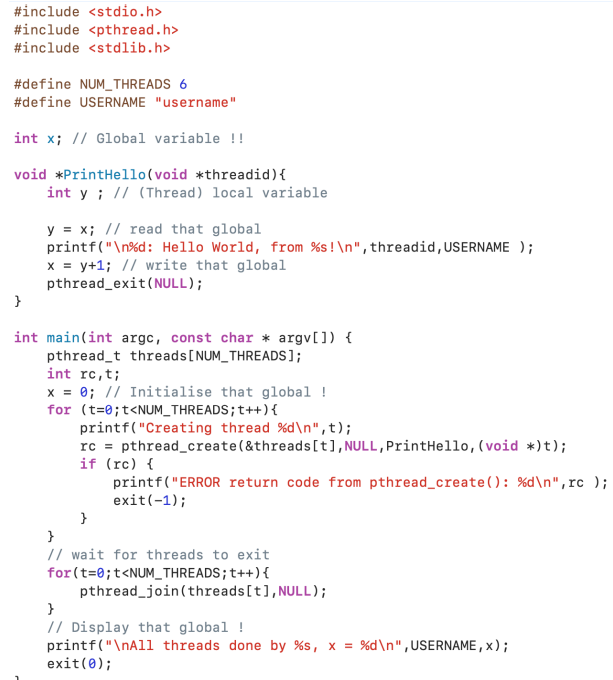 #include <stdio.h>
#include <pthread.h>
#include <stdlib.h>

#define NUM_THREADS 6
#define USERNAME "username"

int x; // Global variable !!

void *PrintHello(void *threadid){
    int y ; // (Thread) local variable

    y = x; // read that global
    printf("\n%d: Hello World, from %s!\n",threadid,USERNAME );
    x = y+1; // write that global
    pthread_exit(NULL);
}

int main(int argc, const char * argv[]) {
    pthread_t threads[NUM_THREADS];
    int rc,t;
    x = 0; // Initialise that global !
    for (t=0;t<NUM_THREADS;t++){
        printf("Creating thread %d\n",t);
        rc = pthread_create(&threads[t],NULL,PrintHello,(void *)t);
        if (rc) {
            printf("ERROR return code from pthread_create(): %d\n",rc );
            exit(-1);
        }
    }
    // wait for threads to exit
    for(t=0;t<NUM_THREADS;t++){
        pthread_join(threads[t],NULL);
    }
    // Display that global !
    printf("\nAll threads done by %s, x = %d\n",USERNAME,x);
    exit(0);
}